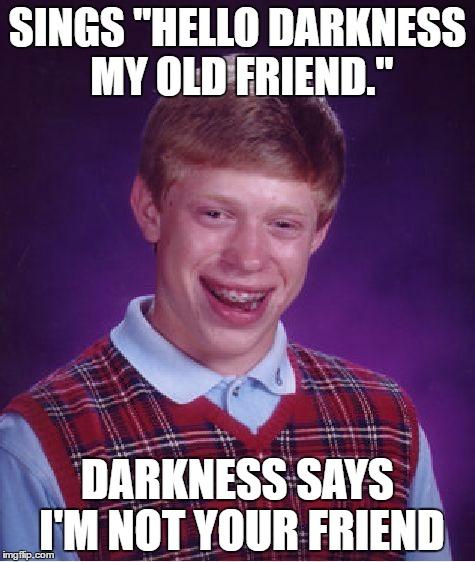 SINGS "HELLO DARKNESS
MY OLD FRIEND."
DARKNESS SAYS
I'M NOT YOUR FRIEND
imgflip.com